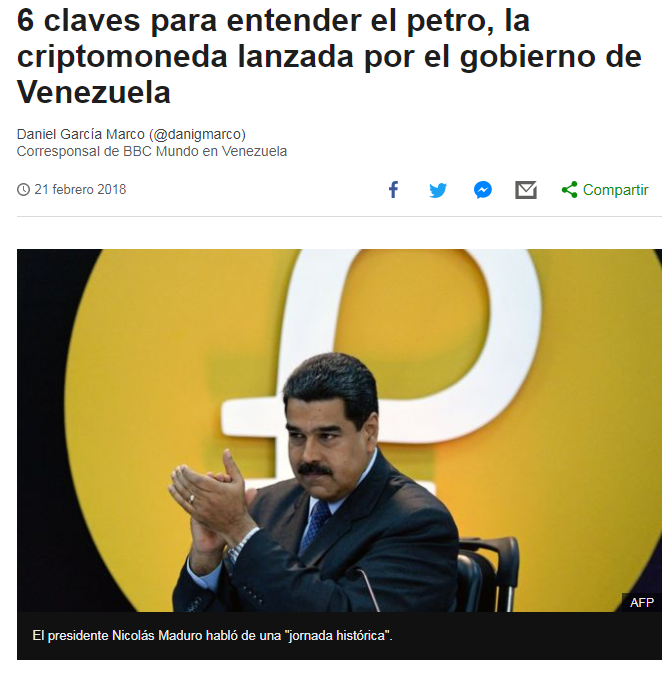 6 claves para entender el petro, la
criptomoneda lanzada por el gobierno de
Venezuela
Daniel García Marco (@danigmarco)
Corresponsal de BBC Mundo en Venezuela
21 febrero 2018
Compartir
AFP
El presidente Nicolás Maduro habló de una "jornada histórica".